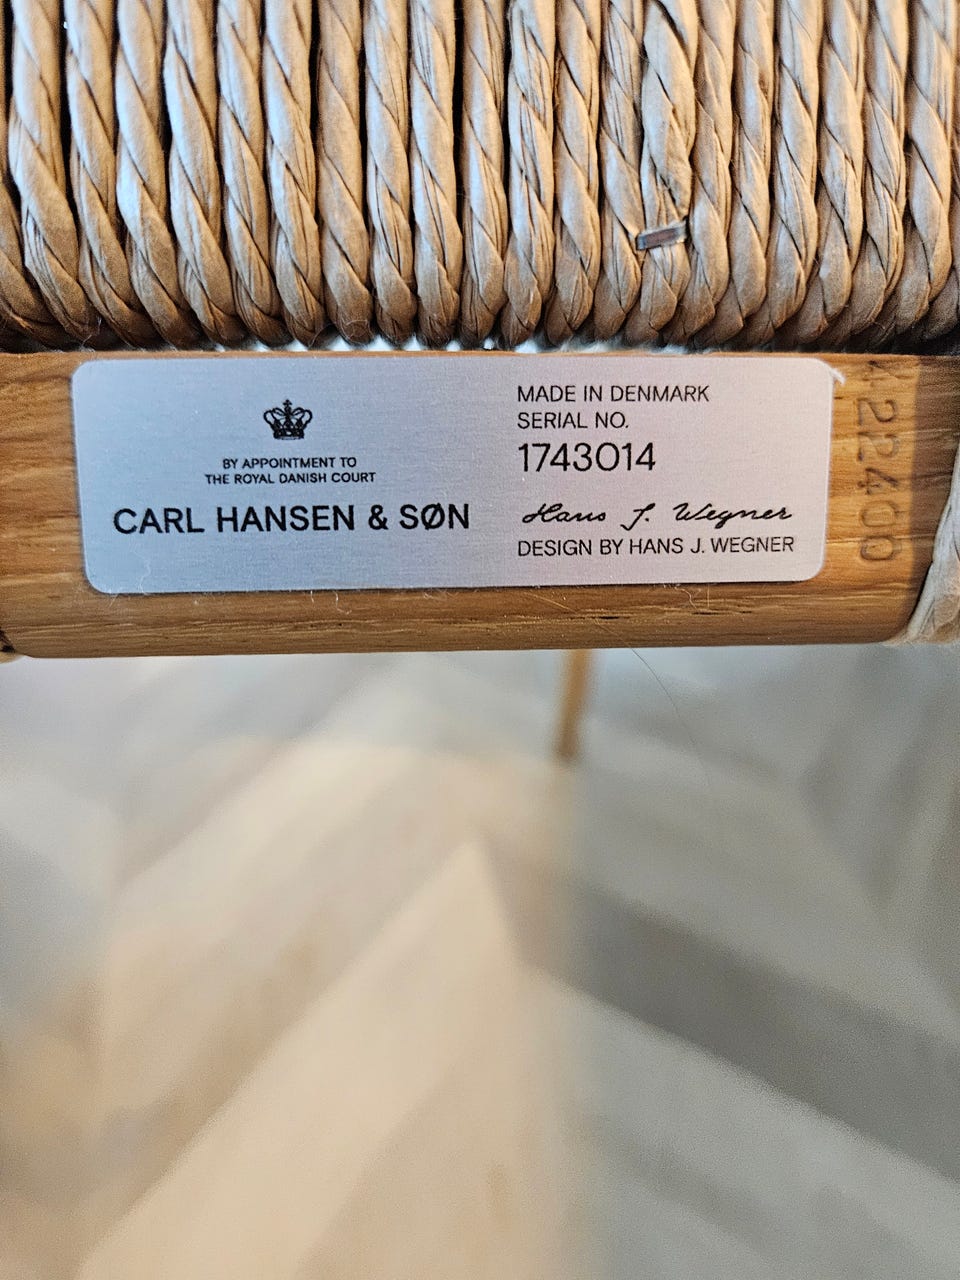 BY APPOINTMENT TO
THE ROYAL DANISH COURT
CARL HANSEN & SØN
MADE IN DENMARK
SERIAL NO.
1743014
Hans J. Wegner
DESIGN BY HANS J. WEGNER
22400